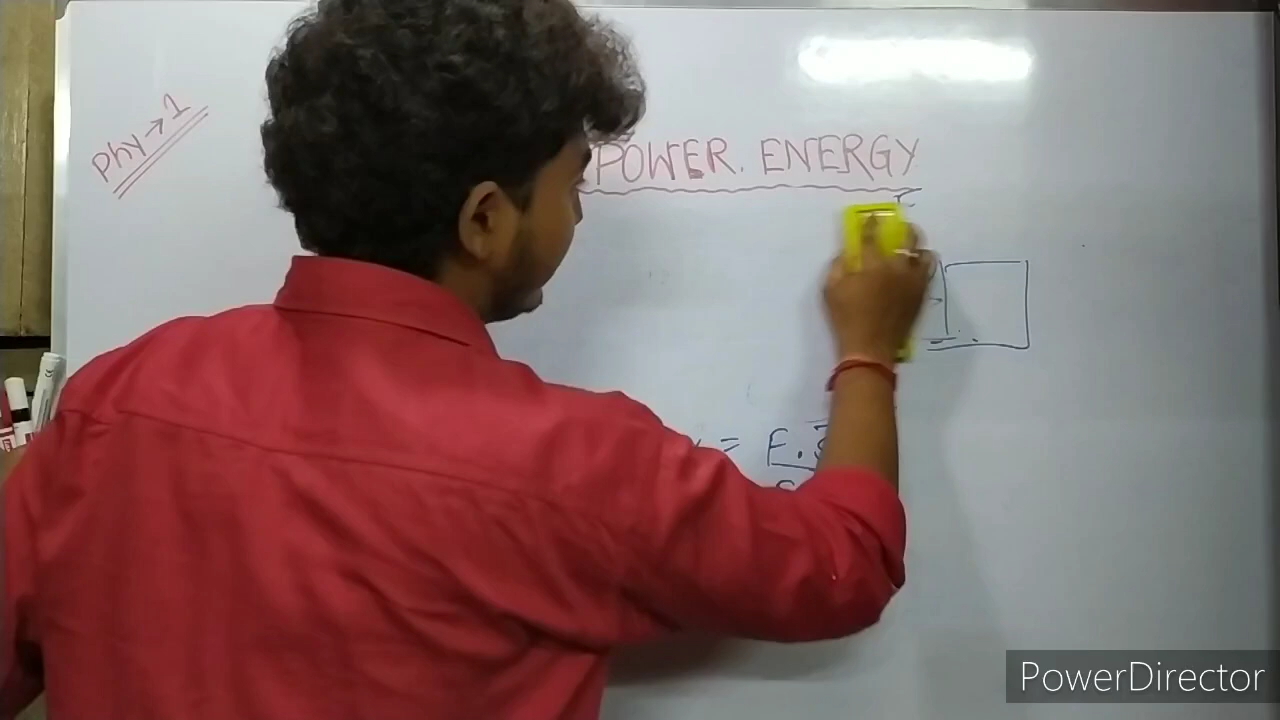 Phy → 1
POWER. ENERGY
= F.S
PowerDirector